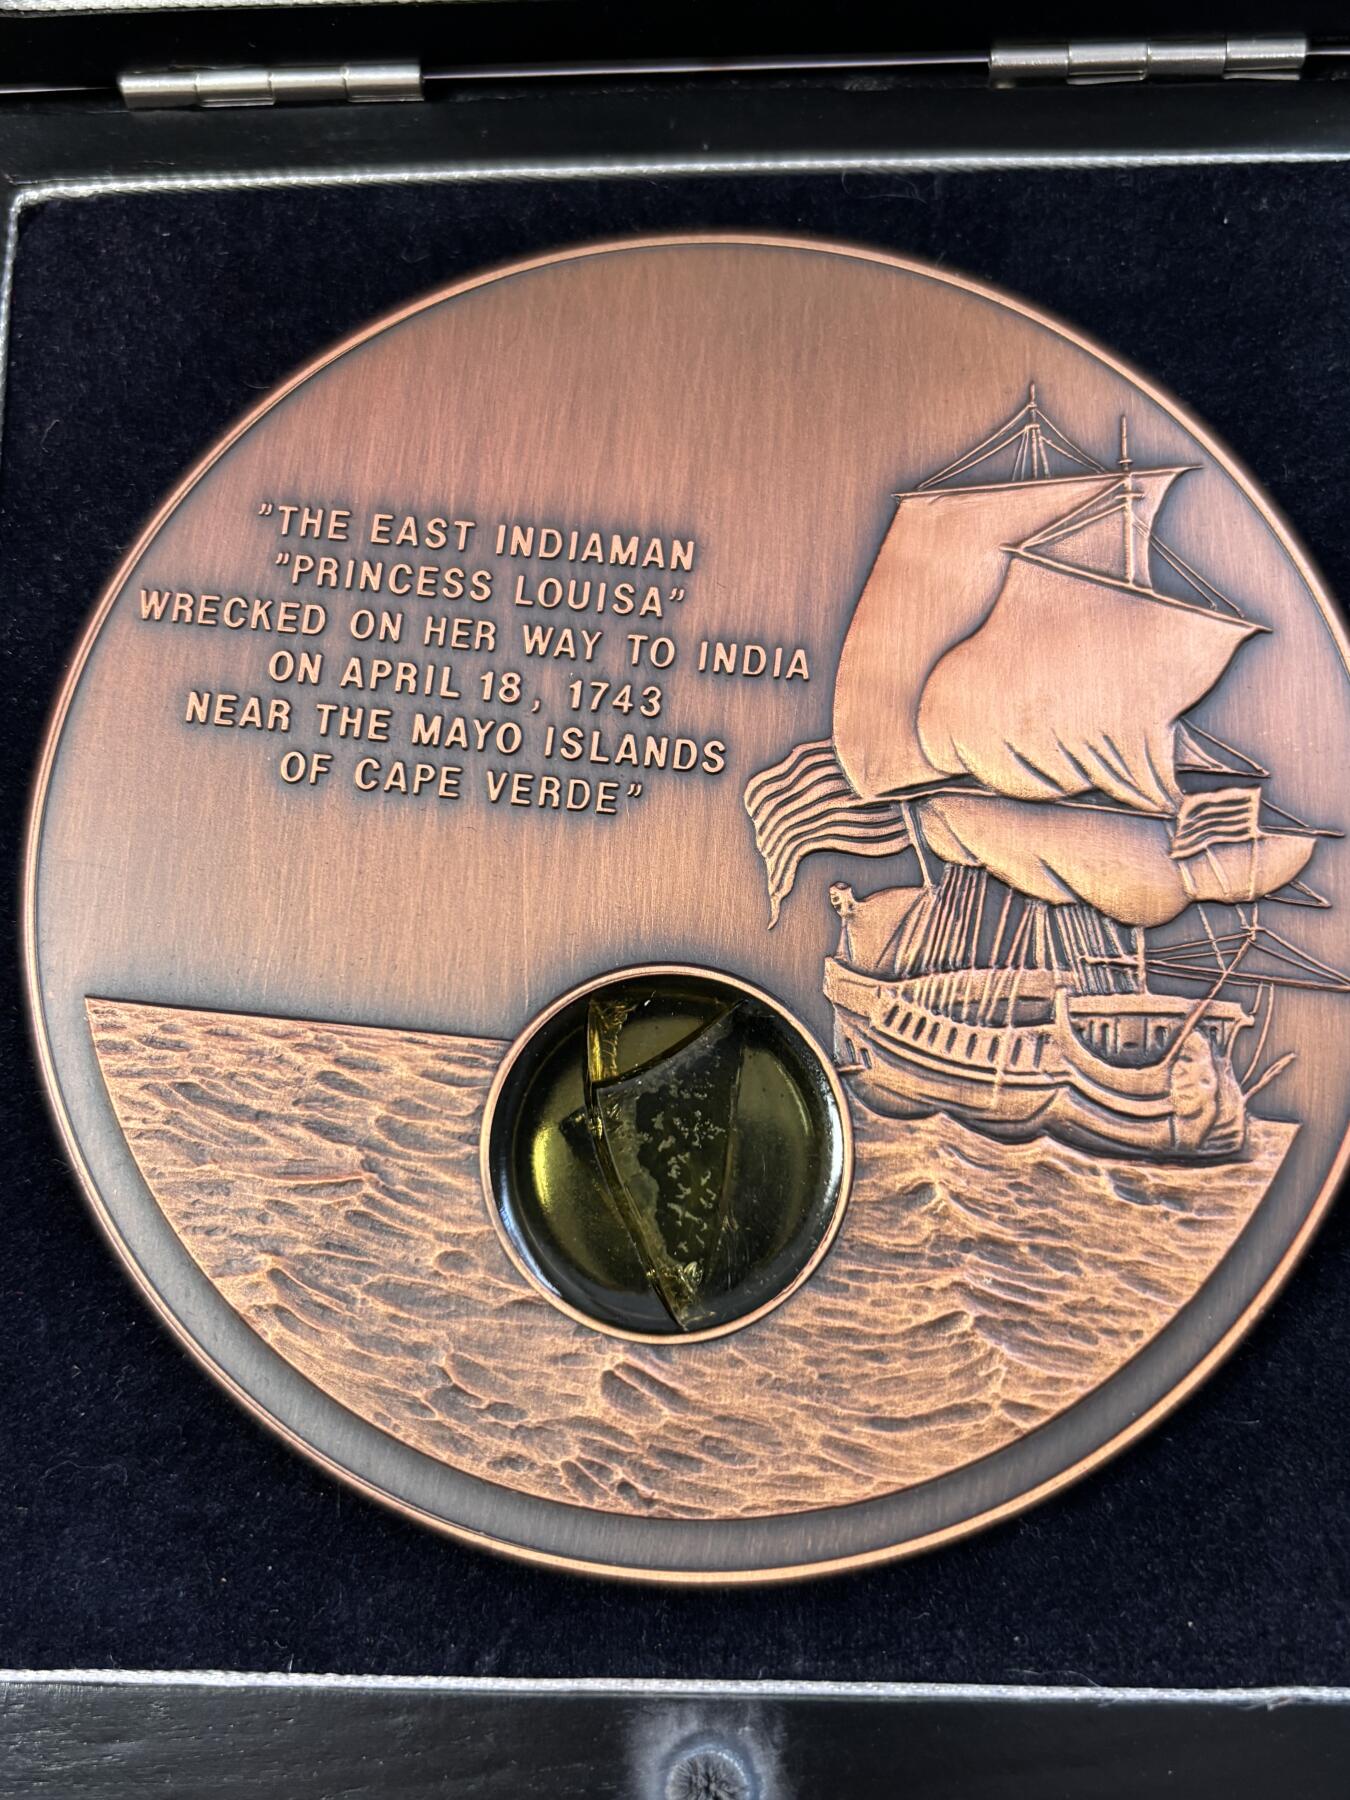 "THE EAST INDIAMAN
"PRINCESS LOUISA"
WRECKED ON HER WAY TO INDIA
ON APRIL 18, 1743
NEAR THE MAYO ISLANDS
OF CAPE VERDE"